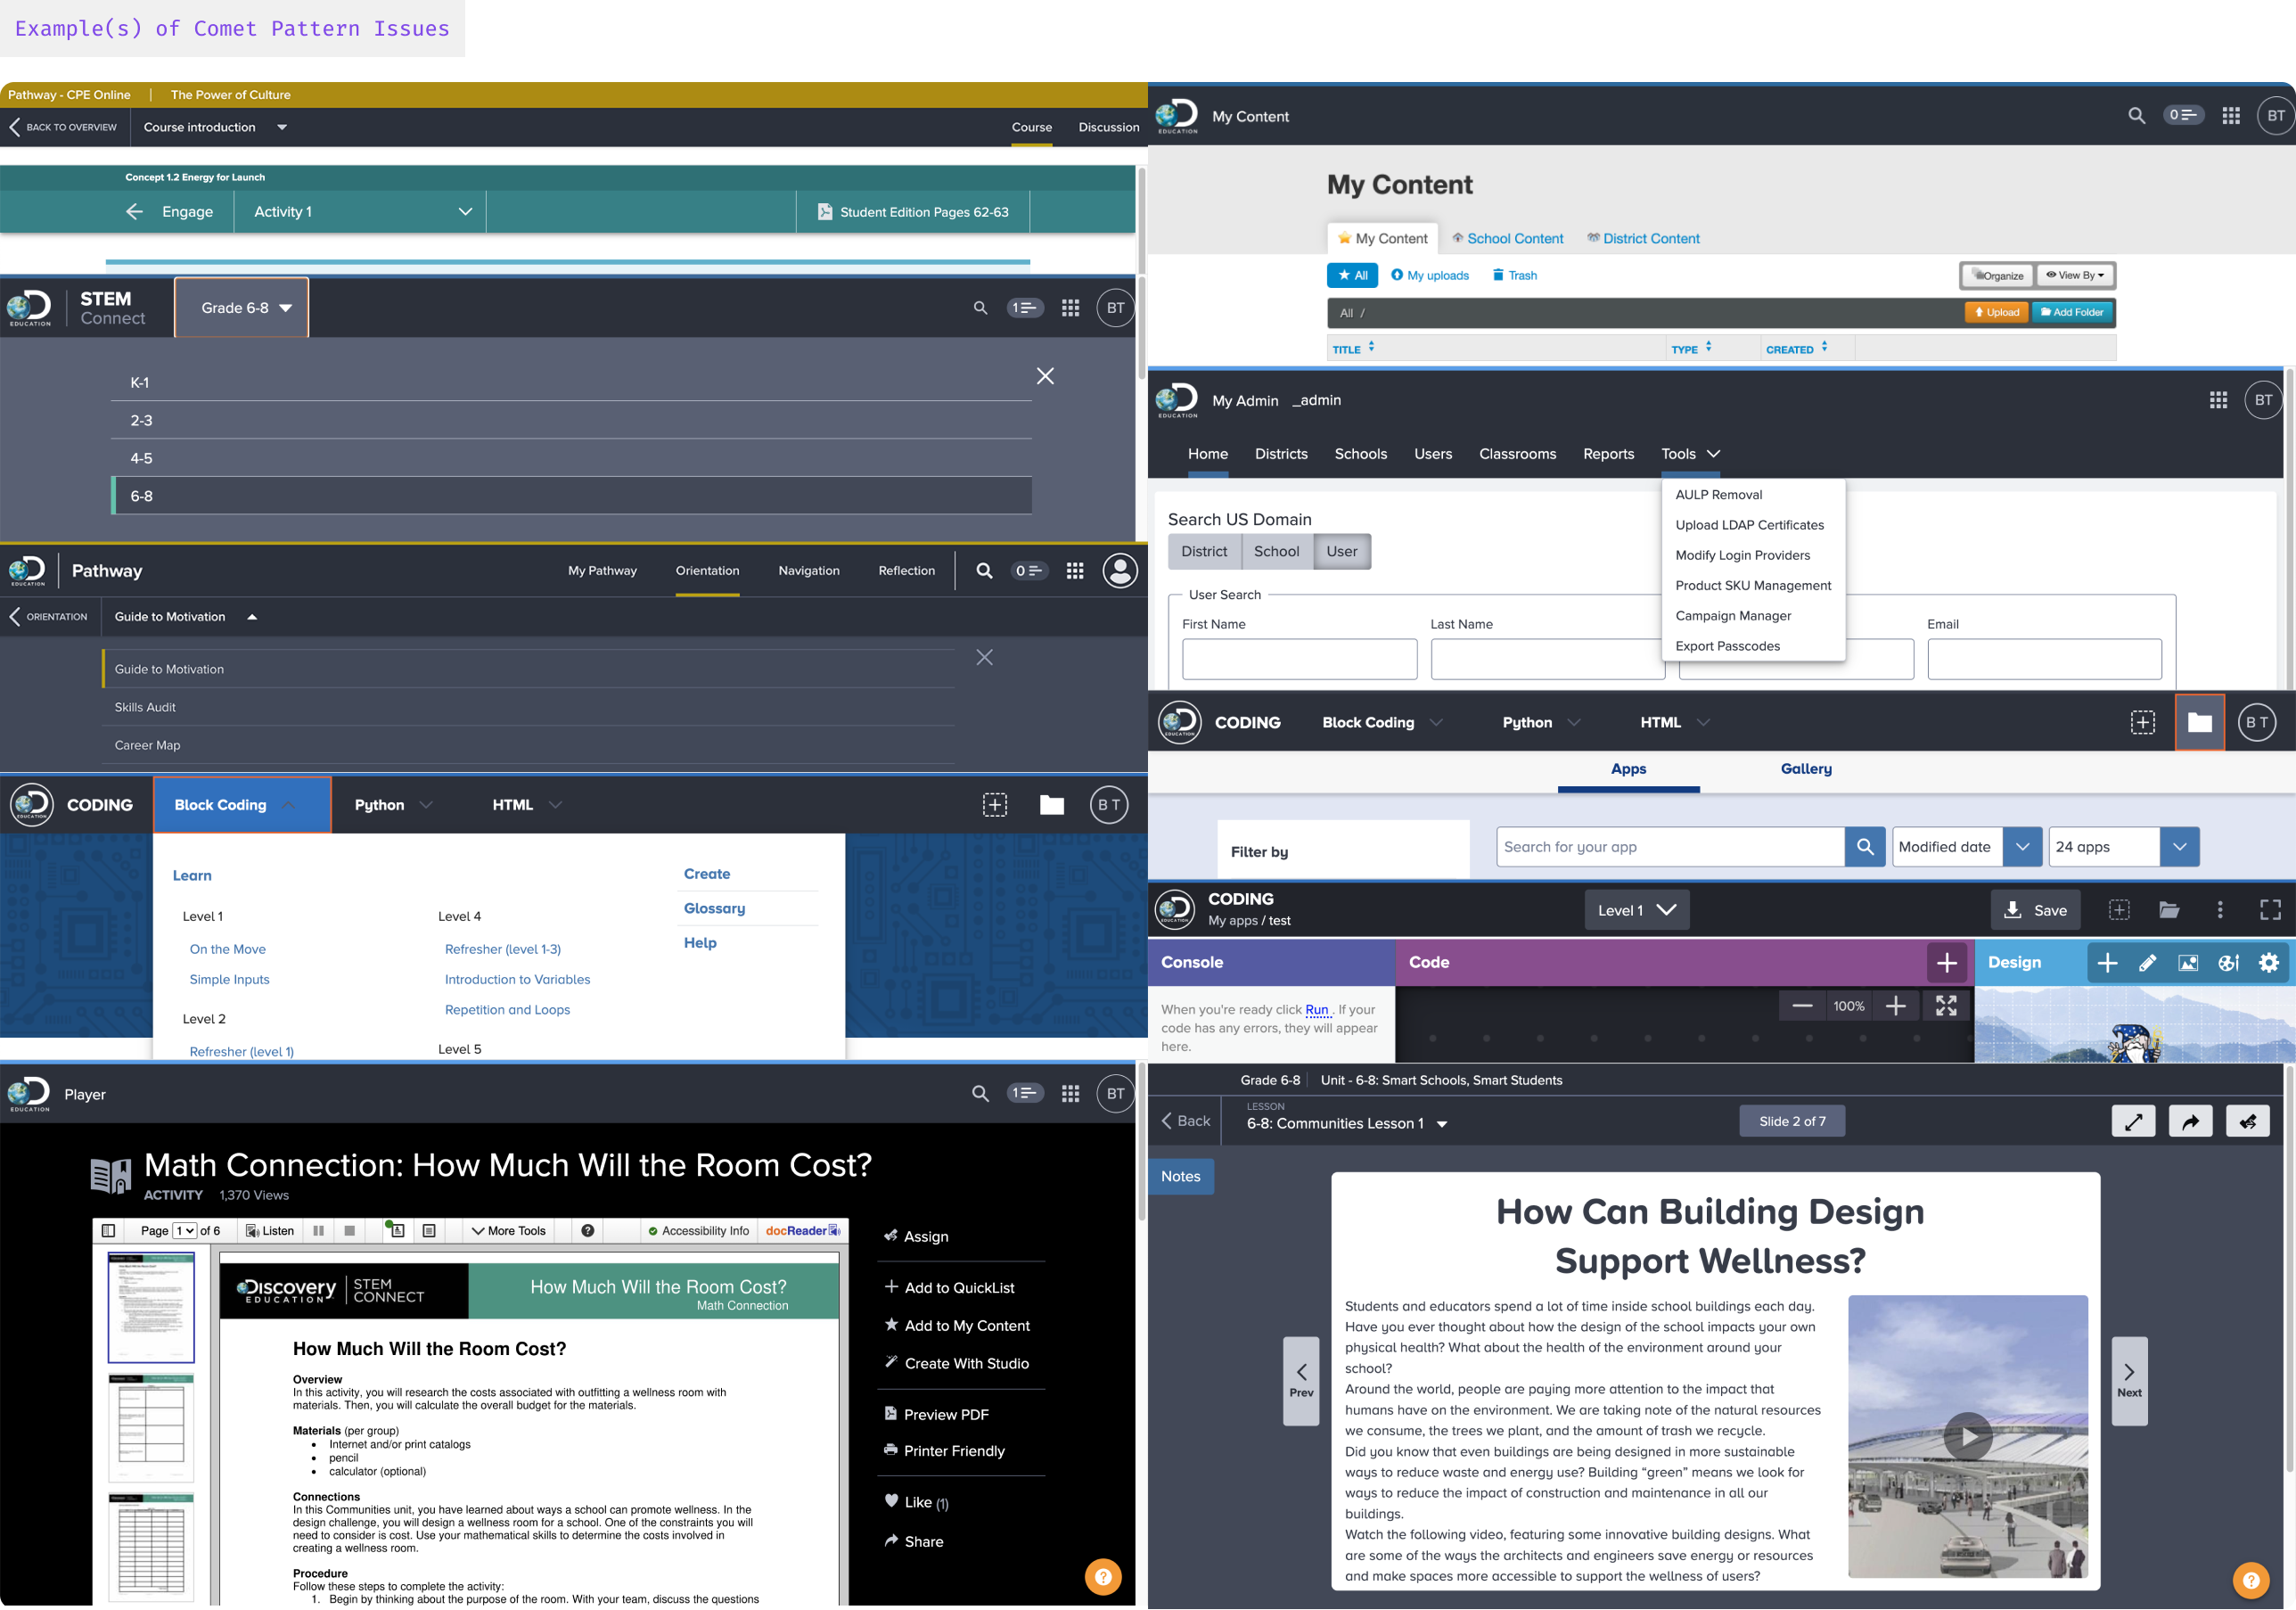 Example(s) of Comet Pattern Issues
Pathway - CPE Online | The Power of Culture
BACK TO OVERVIEW Course introduction Course Discussion
Concept 1.2 Energy for Launch
Engage Activity 1 Student Edition Pages 62-63
EDUCATION STEM Connect Grade 6-8 1 BT
K-1
2-3
4-5
6-8
EDUCATION Pathway My Pathway Orientation Navigation Reflection 0
ORIENTATION Guide to Motivation
Guide to Motivation
Skills Audit
Career Map
EDUCATION CODING Block Coding Python HTML B T
Learn
Level 1
On the Move
Simple Inputs
Level 2
Refresher (level 1)
Level 4
Refresher (level 1-3)
Introduction to Variables
Repetition and Loops
Level 5
Create
Glossary
Help
EDUCATION Player 1 BT
Math Connection: How Much Will the Room Cost?
ACTIVITY 1,370 Views
Page 1 of 6 Listen More Tools ? Accessibility Info docReader
Discovery EDUCATION STEM CONNECT
How Much Will the Room Cost?
Math Connection
How Much Will the Room Cost?
Overview
In this activity, you will research the costs associated with outfitting a wellness room with
materials. Then, you will calculate the overall budget for the materials.
Materials (per group)
• Internet and/or print catalogs
• pencil
• calculator (optional)
Connections
In this Communities unit, you have learned about ways a school can promote wellness. In the
design challenge, you will design a wellness room for a school. One of the constraints you will
need to consider is cost. Use your mathematical skills to determine the costs involved in
creating a wellness room.
Procedure
Follow these steps to complete the activity:
1. Begin by thinking about the purpose of the room. With your team, discuss the questions
Assign
Add to QuickList
Add to My Content
Create With Studio
Preview PDF
Printer Friendly
Like (1)
Share
?
EDUCATION My Content 0 BT
My Content
My Content School Content District Content
All My uploads Trash Organize View By
All / Upload Add Folder
TITLE TYPE CREATED
EDUCATION My Admin _admin BT
Home Districts Schools Users Classrooms Reports Tools
AULP Removal
Upload LDAP Certificates
Modify Login Providers
Product SKU Management
Campaign Manager
Export Passcodes
Search US Domain
District School User
User Search
First Name Last Name Email
EDUCATION CODING Block Coding Python HTML B T
Apps Gallery
Filter by Search for your app Modified date 24 apps
EDUCATION CODING
My apps / test
Level 1 Save
Console Code Design
When you're ready click Run . If your
code has any errors, they will appear
here.
100%
Grade 6-8 Unit - 6-8: Smart Schools, Smart Students
Back
LESSON
6-8: Communities Lesson 1
Slide 2 of 7
Notes
How Can Building Design
Support Wellness?
Students and educators spend a lot of time inside school buildings each day.
Have you ever thought about how the design of the school impacts your own
physical health? What about the health of the environment around your
school?
Around the world, people are paying more attention to the impact that
humans have on the environment. We are taking note of the natural resources
we consume, the trees we plant, and the amount of trash we recycle.
Did you know that even buildings are being designed in more sustainable
ways to reduce waste and energy use? Building “green” means we look for
ways to reduce the impact of construction and maintenance in all our
buildings.
Watch the following video, featuring some innovative building designs. What
are some of the ways the architects and engineers save energy or resources
and make spaces more accessible to support the wellness of users?
Prev
Next
?